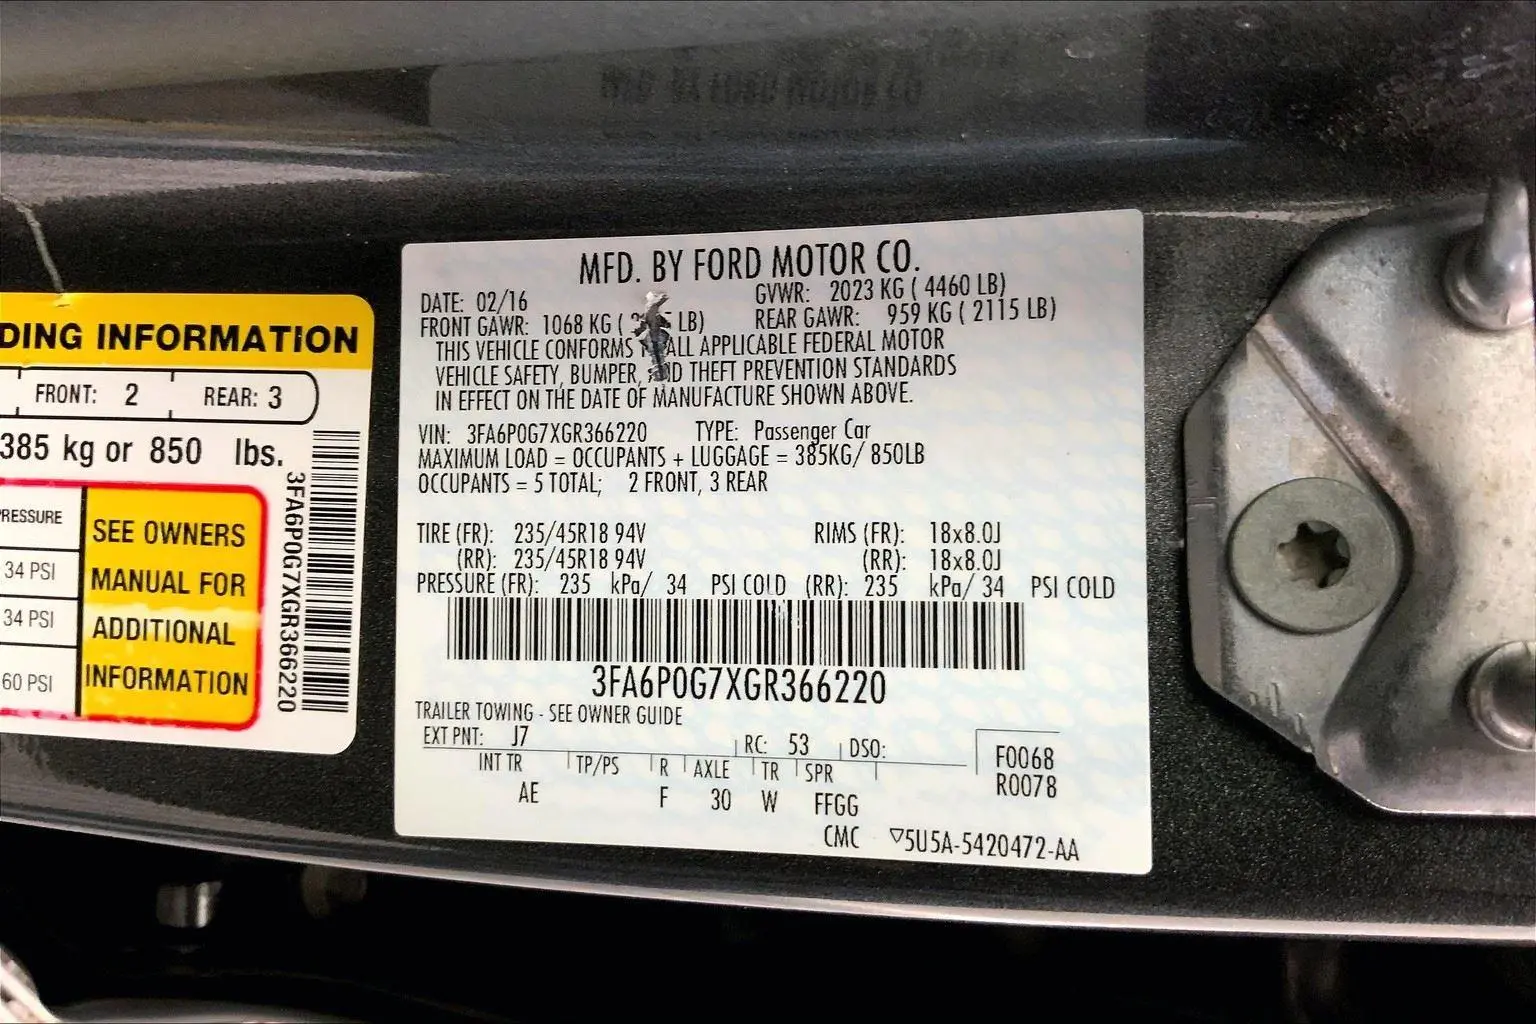 DING INFORMATION
FRONT: 2 REAR: 3
385 kg or 850 lbs.
RESSURE
34 PSI
34 PSI
60 PSI
SEE OWNERS
MANUAL FOR
ADDITIONAL
INFORMATION
3FA6P0G7XGR366220
MFD. BY FORD MOTOR CO.
DATE: 02/16 GVWR: 2023 KG ( 4460 LB)
FRONT GAWR: 1068 KG ( LB) REAR GAWR: 959 KG ( 2115 LB)
THIS VEHICLE CONFORMS ALL APPLICABLE FEDERAL MOTOR
VEHICLE SAFETY, BUMPER, AND THEFT PREVENTION STANDARDS
IN EFFECT ON THE DATE OF MANUFACTURE SHOWN ABOVE.
VIN: 3FA6P0G7XGR366220 TYPE: Passenger Car
MAXIMUM LOAD = OCCUPANTS + LUGGAGE = 385KG/ 850LB
OCCUPANTS = 5 TOTAL; 2 FRONT, 3 REAR
TIRE (FR): 235/45R18 94V RIMS (FR): 18x8.0J
(RR): 235/45R18 94V (RR): 18x8.0J
PRESSURE (FR): 235 kPa/ 34 PSI COLD (RR): 235 kPa/ 34 PSI COLD
3FA6P0G7XGR366220
TRAILER TOWING - SEE OWNER GUIDE
EXT PNT: J7 RC: 53 DSO:
INT TR TP/PS R AXLE TR SPR
AE F 30 W FFGG
F0068
R0078
CMC ▽5U5A-5420472-AA